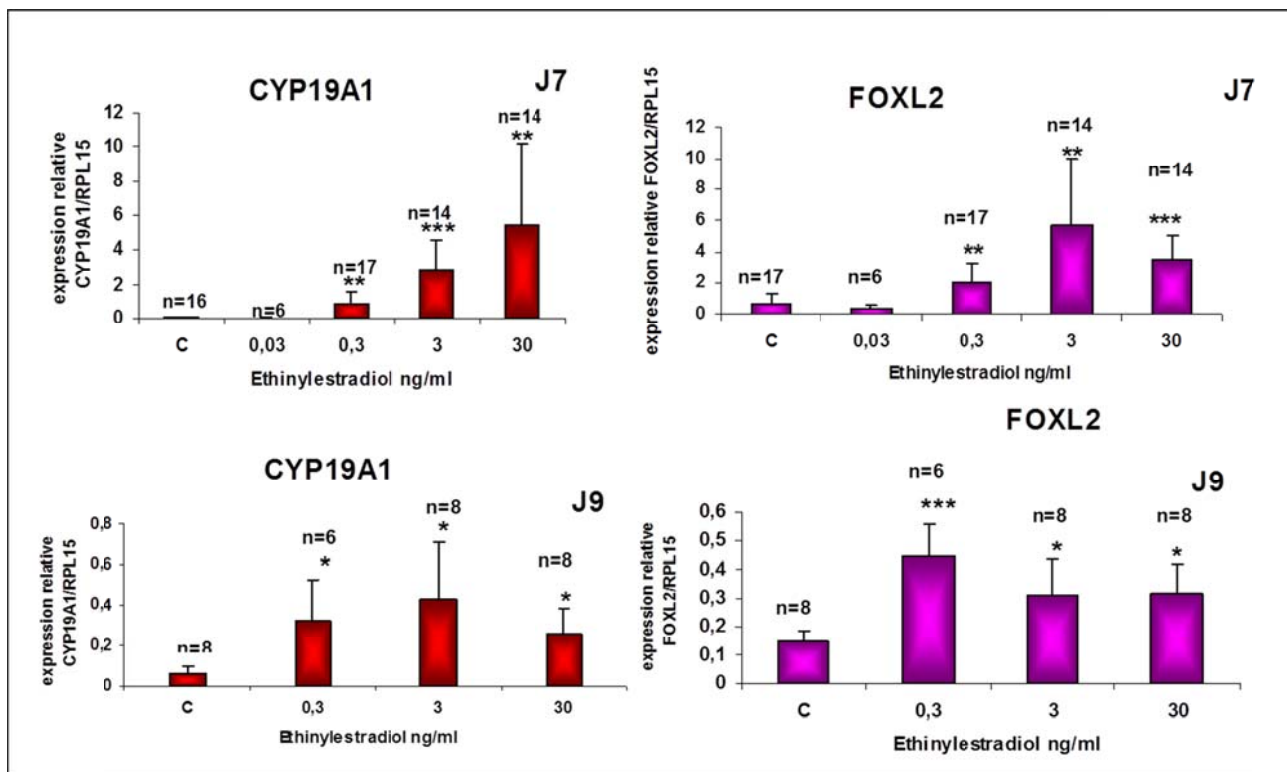 CYP19A1
J7
expression relative
CYP19A1/RPL15
12
10
8
6
4
2
0
n=16
n=6
n=17
**
n=14
***
n=14
**
C
0,03
0,3
3
30
Ethinylestradiol ng/ml
FOXL2
J7
expression relative FOXL2/RPL15
12
10
8
6
4
2
0
n=17
n=6
n=17
**
n=14
**
n=14
***
C
0,03
0,3
3
30
Ethinylestradiol ng/ml
CYP19A1
J9
expression relative
CYP19A1/RPL15
0,8
0,6
0,4
0,2
0
n=8
n=6
*
n=8
*
n=8
*
C
0,3
3
30
Ethinylestradiol ng/ml
FOXL2
J9
expression relative
FOXL2/RPL15
0,6
0,5
0,4
0,3
0,2
0,1
0
n=8
n=6
***
n=8
*
n=8
*
C
0,3
3
30
Ethinylestradiol ng/ml